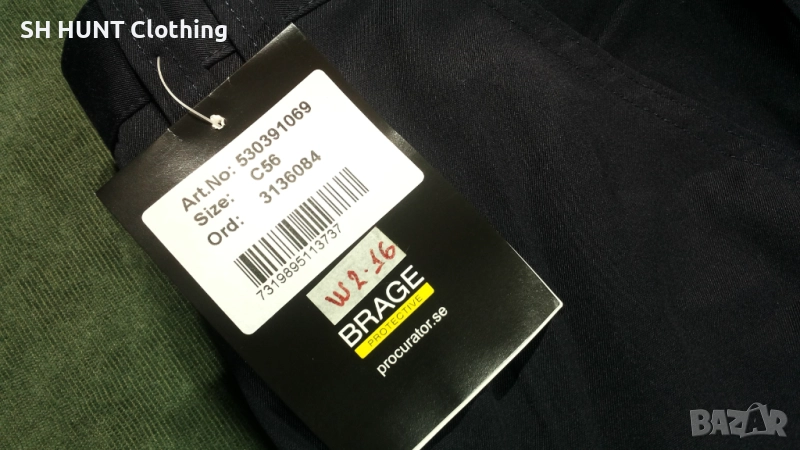 SH HUNT Clothing
Art.No: 530391069
Size: C56
Ord: 3136084
7319895113737
W2-16
BRAGE
PROTECTIVE
procurator.se
BAZAR